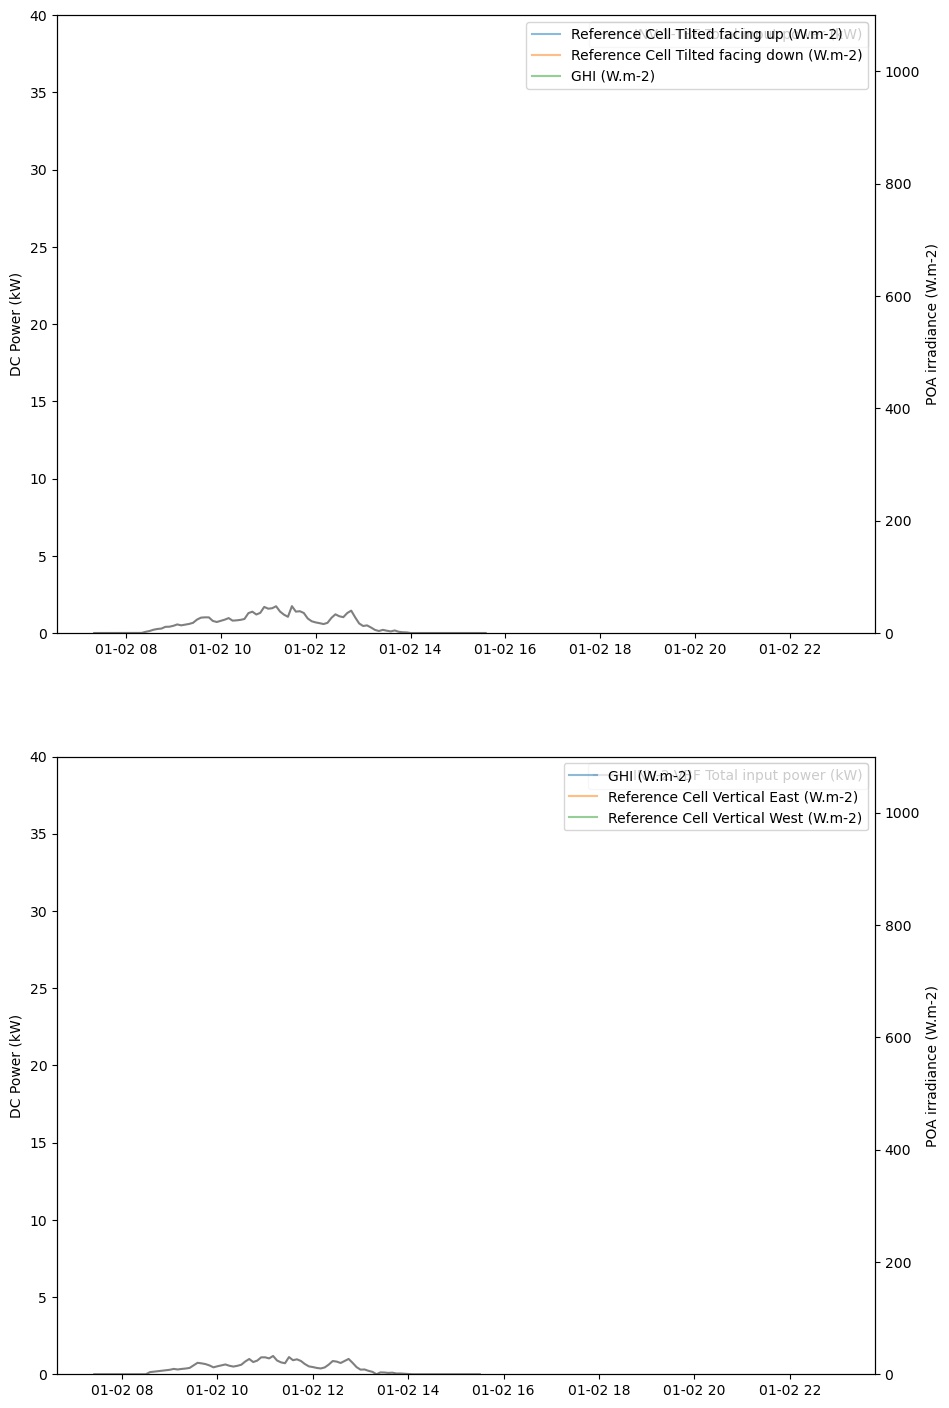 40
35
30
25
20
15
10
5
0
DC Power (kW)
Reference Cell Tilted facing up (W.m-2)
Reference Cell Tilted facing down (W.m-2)
GHI (W.m-2)
1000
800
600
400
200
0
POA irradiance (W.m-2)
01-02 08 01-02 10 01-02 12 01-02 14 01-02 16 01-02 18 01-02 20 01-02 22
40
35
30
25
20
15
10
5
0
DC Power (kW)
GHI (W.m-2)
Total input power (kW)
Reference Cell Vertical East (W.m-2)
Reference Cell Vertical West (W.m-2)
1000
800
600
400
200
0
POA irradiance (W.m-2)
01-02 08 01-02 10 01-02 12 01-02 14 01-02 16 01-02 18 01-02 20 01-02 22